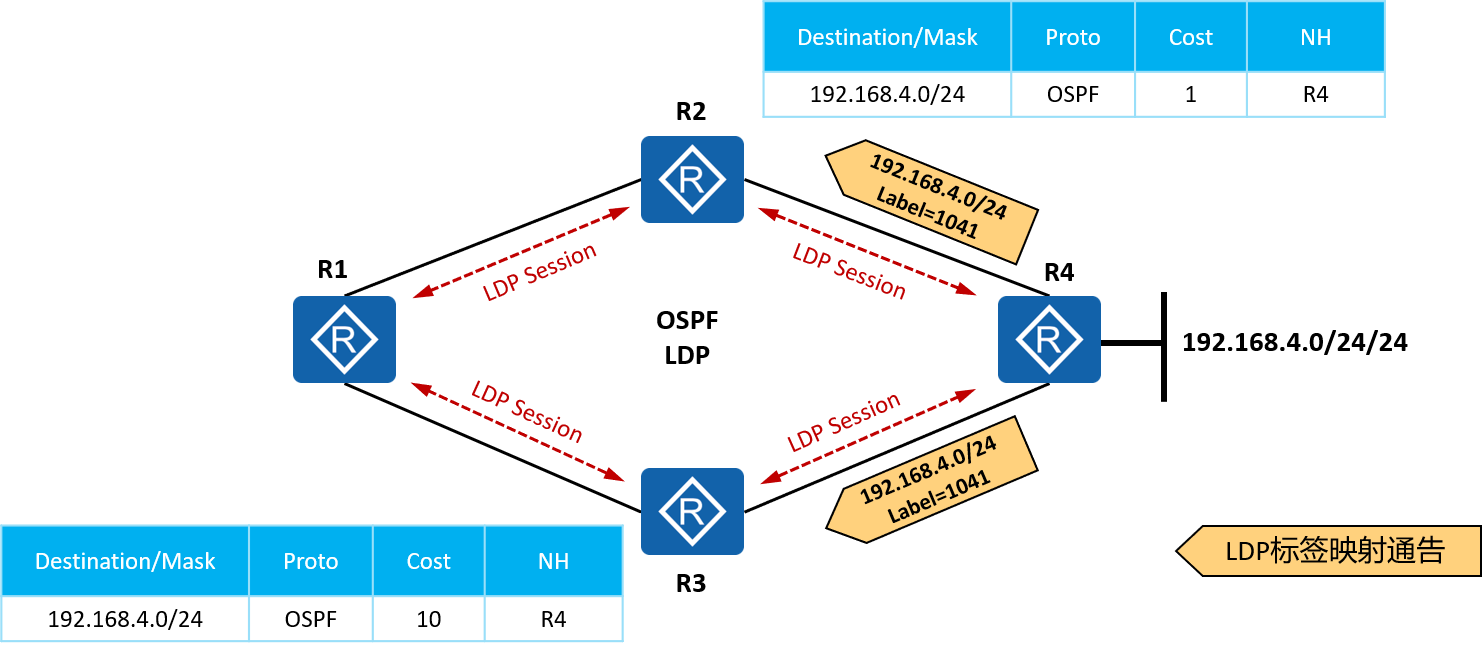 Destination/Mask Proto Cost NH
192.168.4.0/24 OSPF 1 R4
R2
R
192.168.4.0/24
Label=1041
LDP Session
LDP Session
R1
R
R4
R
OSPF
LDP
192.168.4.0/24/24
LDP Session
LDP Session
192.168.4.0/24
Label=1041
R
R3
Destination/Mask Proto Cost NH
192.168.4.0/24 OSPF 10 R4
LDP标签映射通告